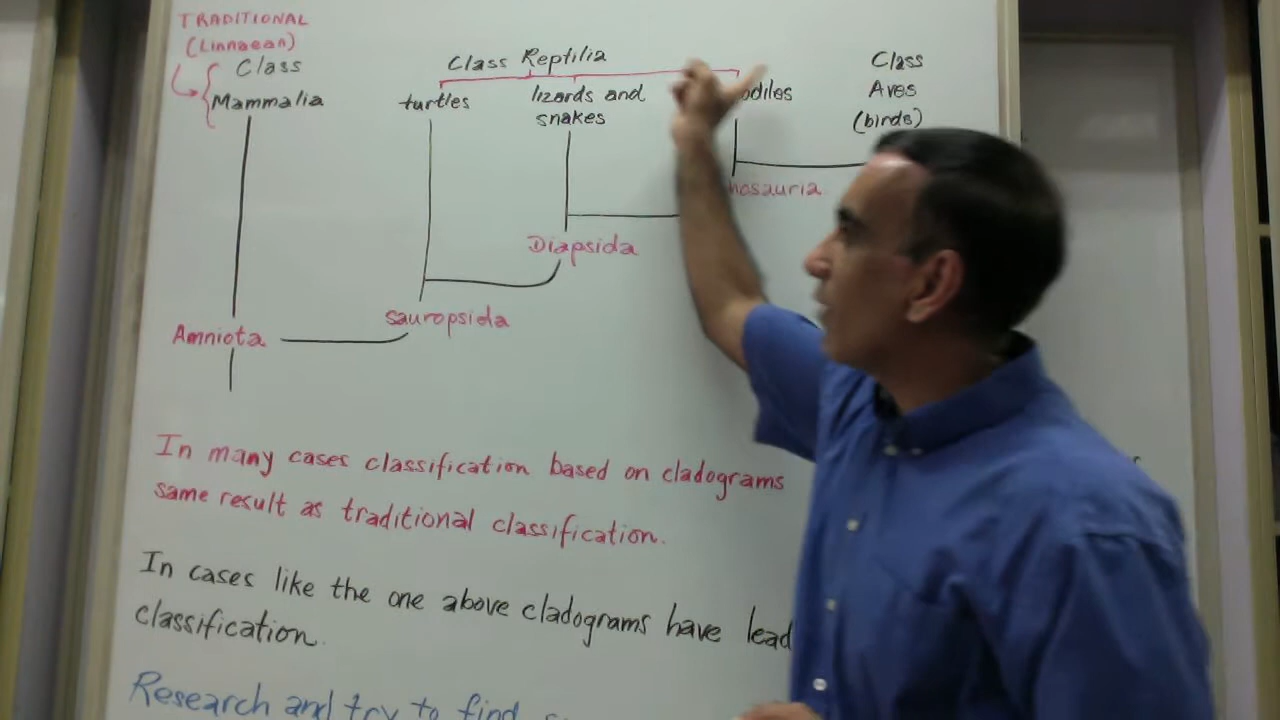 TRADITIONAL
(Linnaean)
Class
Mammalia
Class Reptilia
turtles
lizards and
snakes
odiles
Class
Aves
(birds)
hosauria
Diapsida
sauropsida
Amniota
In many cases classification based on cladograms
same result as traditional classification.
In cases like the one above cladograms have lead
classification.
Research and try to find